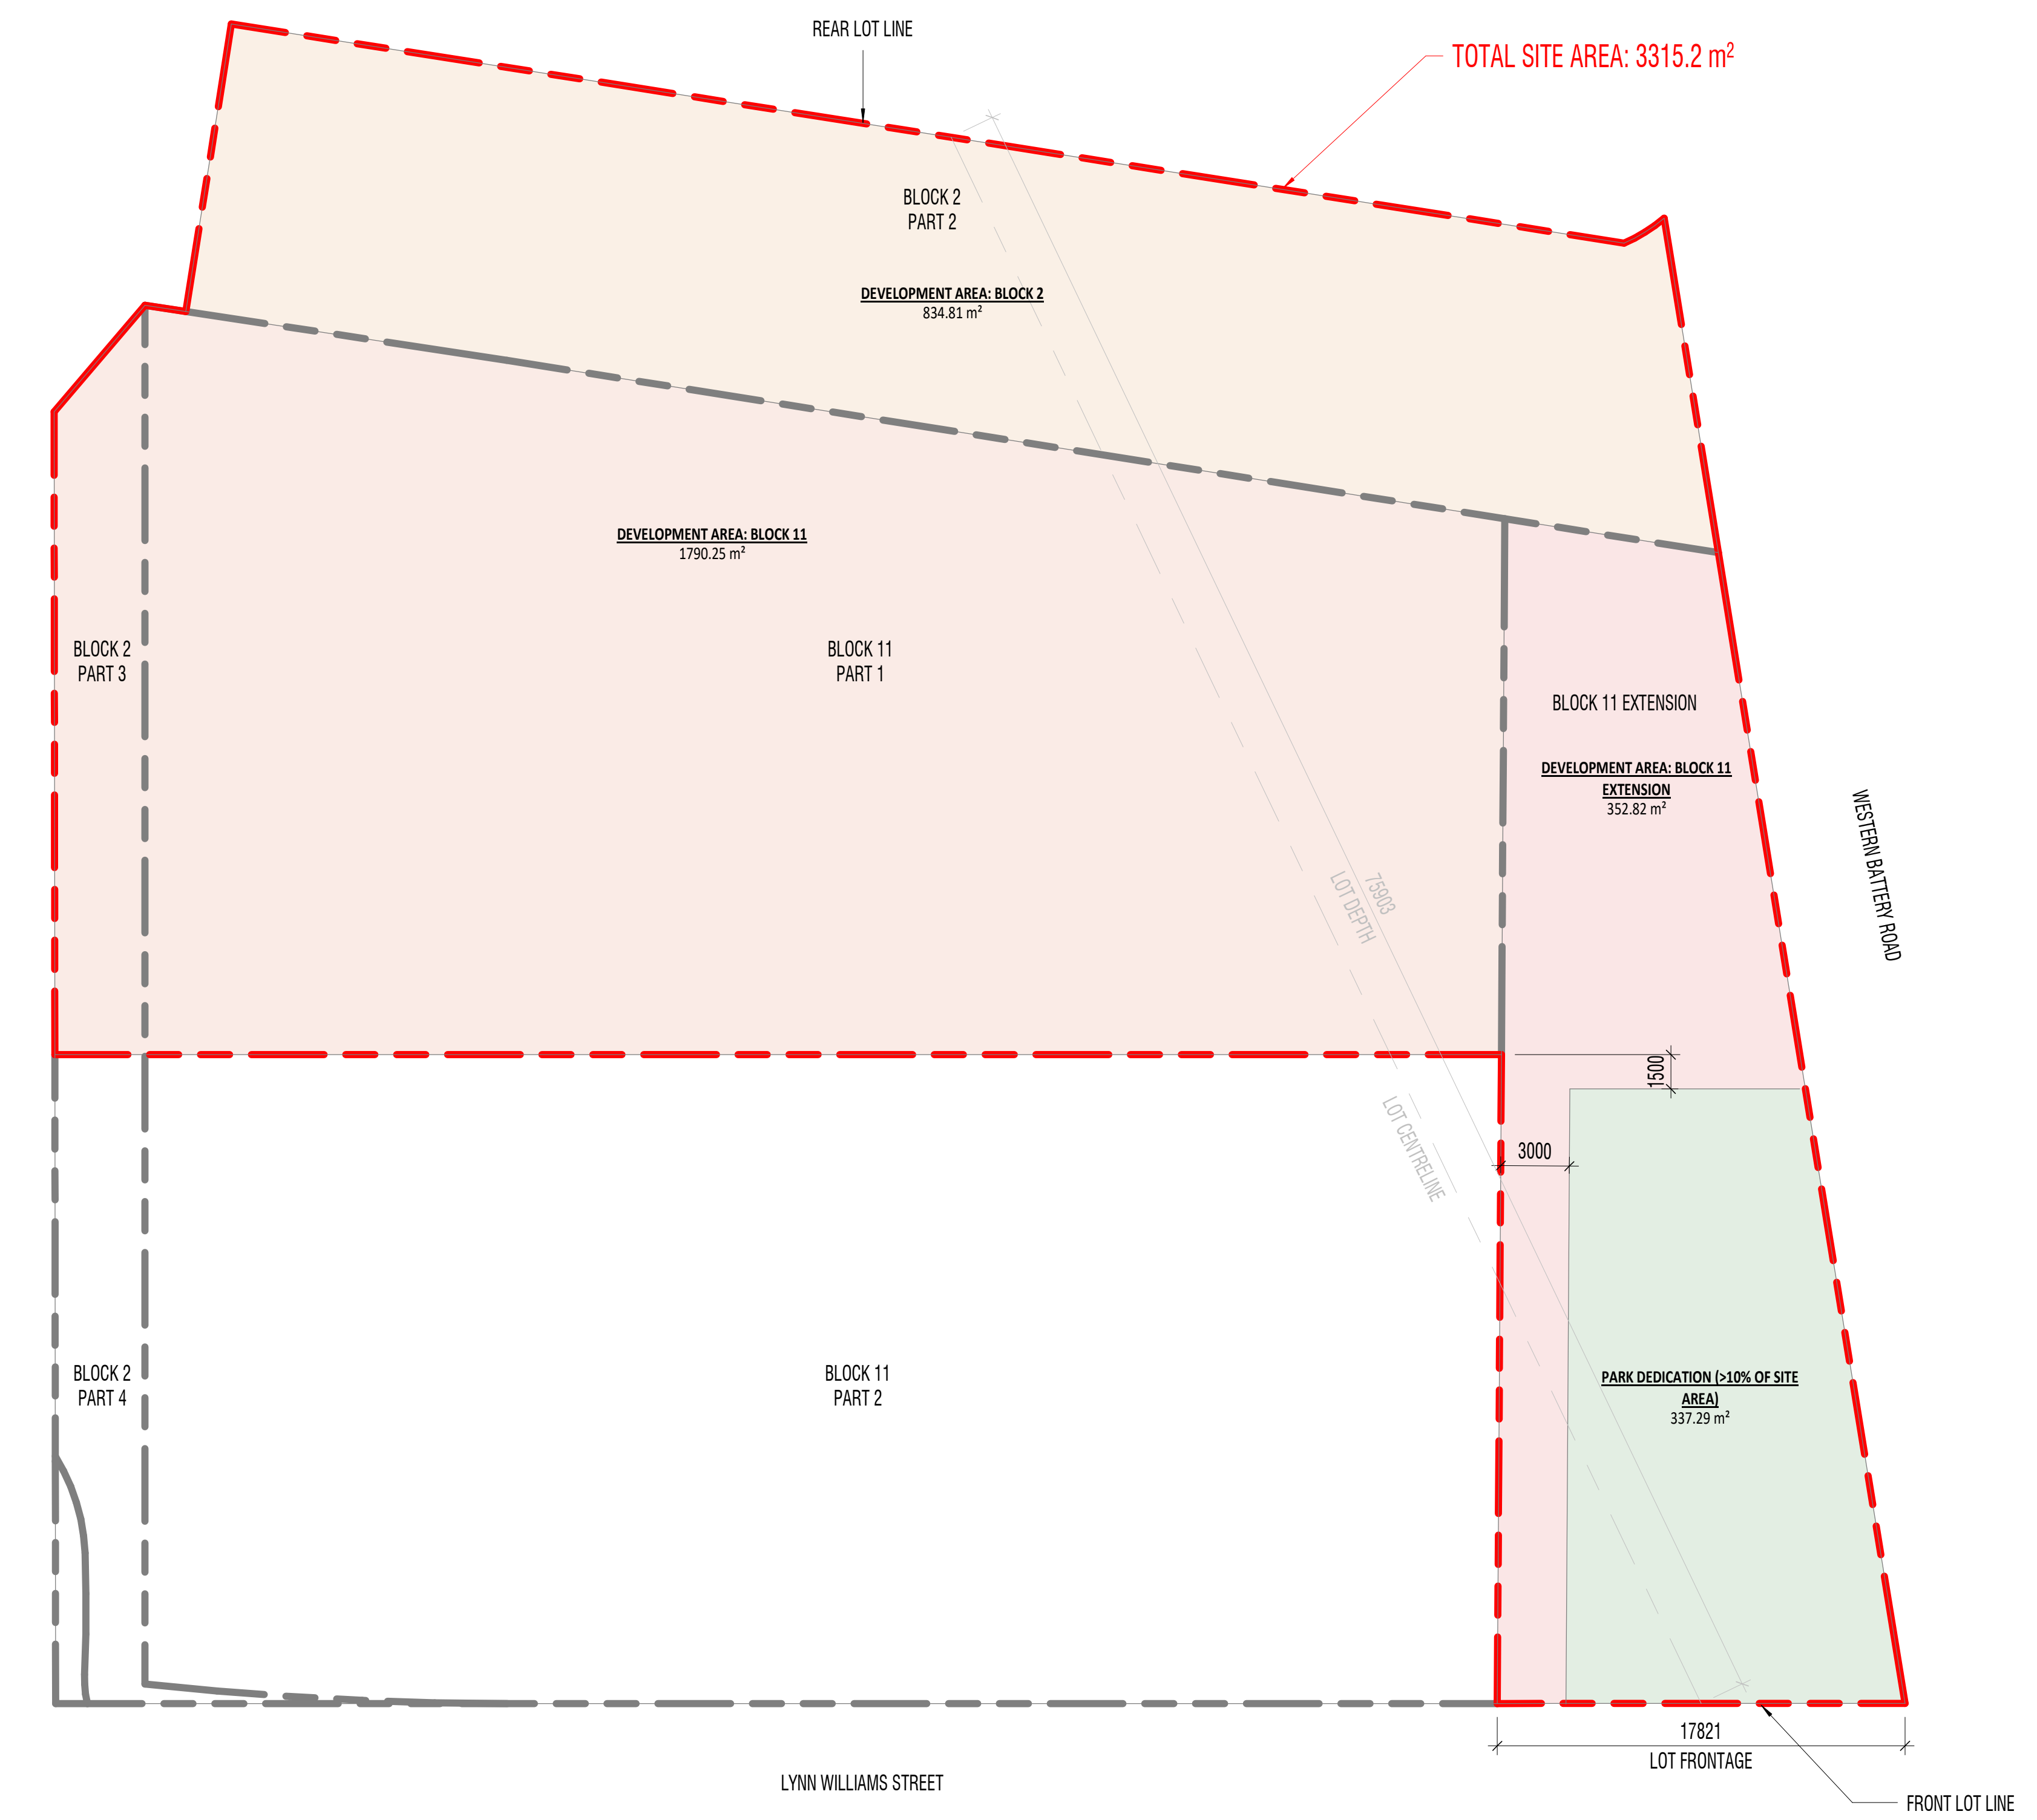 REAR LOT LINE
TOTAL SITE AREA: 3315.2 m²
BLOCK 2
PART 2
DEVELOPMENT AREA: BLOCK 2
834.81 m²
DEVELOPMENT AREA: BLOCK 11
1790.25 m²
BLOCK 2
PART 3
BLOCK 11
PART 1
BLOCK 11 EXTENSION
DEVELOPMENT AREA: BLOCK 11
EXTENSION
352.82 m²
WESTERN BATTERY ROAD
75903
LOT DEPTH
1500
LOT CENTRELINE
3000
BLOCK 2
PART 4
BLOCK 11
PART 2
PARK DEDICATION (>10% OF SITE
AREA)
337.29 m²
17821
LOT FRONTAGE
LYNN WILLIAMS STREET
FRONT LOT LINE